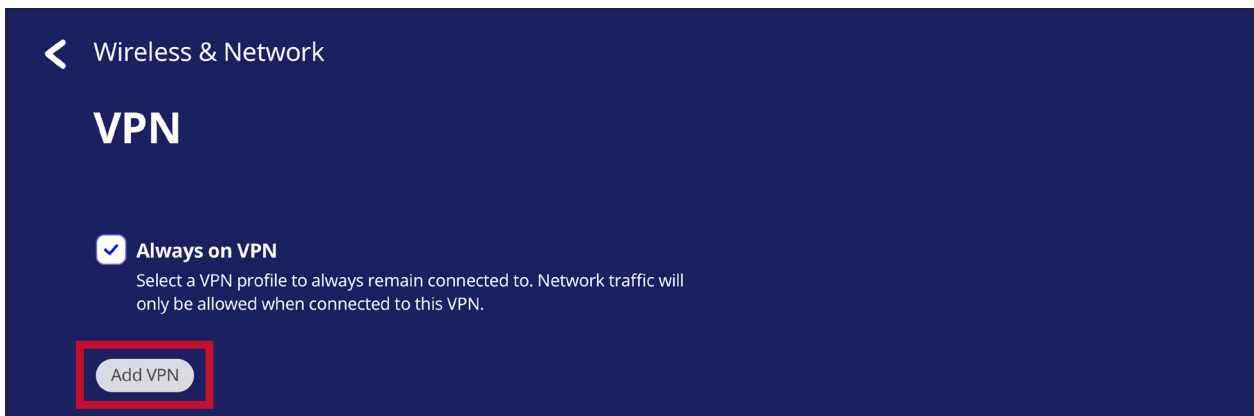 Wireless & Network
VPN
Always on VPN
Select a VPN profile to always remain connected to. Network traffic will
only be allowed when connected to this VPN.
Add VPN